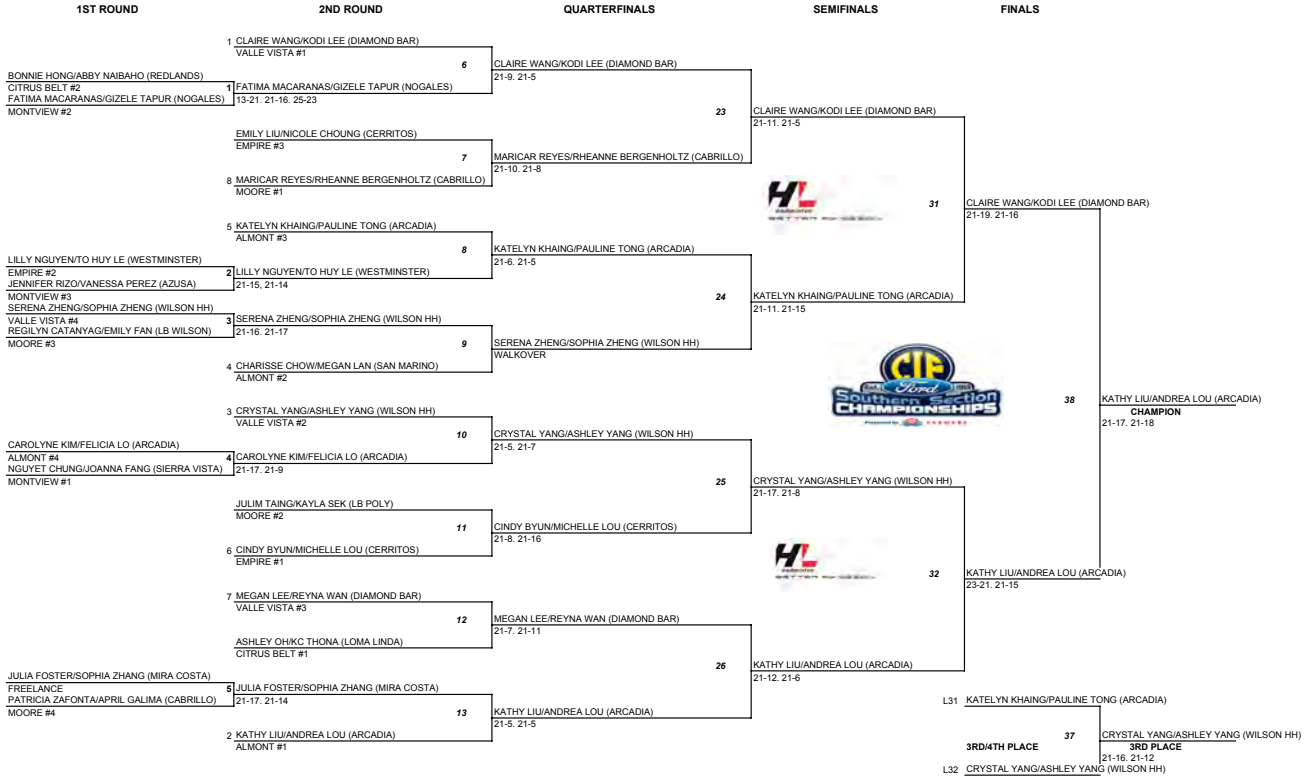 1ST ROUND
2ND ROUND
QUARTERFINALS
SEMIFINALS
FINALS
1 CLAIRE WANG/KODI LEE (DIAMOND BAR)
VALLE VISTA #1
6
CLAIRE WANG/KODI LEE (DIAMOND BAR)
21-9. 21-5
BONNIE HONG/ABBY NAIBAHO (REDLANDS)
CITRUS BELT #2
1 FATIMA MACARANAS/GIZELE TAPUR (NOGALES)
FATIMA MACARANAS/GIZELE TAPUR (NOGALES)
13-21. 21-16. 25-23
MONTVIEW #2
23
CLAIRE WANG/KODI LEE (DIAMOND BAR)
21-11. 21-5
EMILY LIU/NICOLE CHOUNG (CERRITOS)
EMPIRE #3
7
MARICAR REYES/RHEANNE BERGENHOLTZ (CABRILLO)
21-10. 21-8
8 MARICAR REYES/RHEANNE BERGENHOLTZ (CABRILLO)
MOORE #1
HL
31
CLAIRE WANG/KODI LEE (DIAMOND BAR)
21-19. 21-16
5 KATELYN KHAING/PAULINE TONG (ARCADIA)
ALMONT #3
8
KATELYN KHAING/PAULINE TONG (ARCADIA)
21-6. 21-5
LILLY NGUYEN/TO HUY LE (WESTMINSTER)
EMPIRE #2
2 LILLY NGUYEN/TO HUY LE (WESTMINSTER)
JENNIFER RIZO/VANESSA PEREZ (AZUSA)
21-15, 21-14
MONTVIEW #3
24
KATELYN KHAING/PAULINE TONG (ARCADIA)
21-11. 21-15
SERENA ZHENG/SOPHIA ZHENG (WILSON HH)
VALLE VISTA #4
3 SERENA ZHENG/SOPHIA ZHENG (WILSON HH)
REGILYN CATANYAG/EMILY FAN (LB WILSON)
21-16. 21-17
MOORE #3
9
SERENA ZHENG/SOPHIA ZHENG (WILSON HH)
WALKOVER
4 CHARISSE CHOW/MEGAN LAN (SAN MARINO)
ALMONT #2
CIF
Ford
Southern Section
CHAMPIONSHIPS
38
KATHY LIU/ANDREA LOU (ARCADIA)
CHAMPION
21-17. 21-18
3 CRYSTAL YANG/ASHLEY YANG (WILSON HH)
VALLE VISTA #2
10
CRYSTAL YANG/ASHLEY YANG (WILSON HH)
21-5. 21-7
CAROLYNE KIM/FELICIA LO (ARCADIA)
ALMONT #4
4 CAROLYNE KIM/FELICIA LO (ARCADIA)
NGUYET CHUNG/JOANNA FANG (SIERRA VISTA)
21-17. 21-9
MONTVIEW #1
25
CRYSTAL YANG/ASHLEY YANG (WILSON HH)
21-17. 21-8
JULIM TAING/KAYLA SEK (LB POLY)
MOORE #2
11
CINDY BYUN/MICHELLE LOU (CERRITOS)
21-8. 21-16
6 CINDY BYUN/MICHELLE LOU (CERRITOS)
EMPIRE #1
HL
32
KATHY LIU/ANDREA LOU (ARCADIA)
23-21. 21-15
7 MEGAN LEE/REYNA WAN (DIAMOND BAR)
VALLE VISTA #3
12
MEGAN LEE/REYNA WAN (DIAMOND BAR)
21-7. 21-11
ASHLEY OH/KC THONA (LOMA LINDA)
CITRUS BELT #1
26
KATHY LIU/ANDREA LOU (ARCADIA)
21-12. 21-6
JULIA FOSTER/SOPHIA ZHANG (MIRA COSTA)
FREELANCE
5 JULIA FOSTER/SOPHIA ZHANG (MIRA COSTA)
PATRICIA ZAFONTA/APRIL GALIMA (CABRILLO)
21-17. 21-14
MOORE #4
13
KATHY LIU/ANDREA LOU (ARCADIA)
21-5. 21-5
2 KATHY LIU/ANDREA LOU (ARCADIA)
ALMONT #1
L31 KATELYN KHAING/PAULINE TONG (ARCADIA)
37
CRYSTAL YANG/ASHLEY YANG (WILSON HH)
3RD/4TH PLACE
3RD PLACE
21-16. 21-12
L32 CRYSTAL YANG/ASHLEY YANG (WILSON HH)